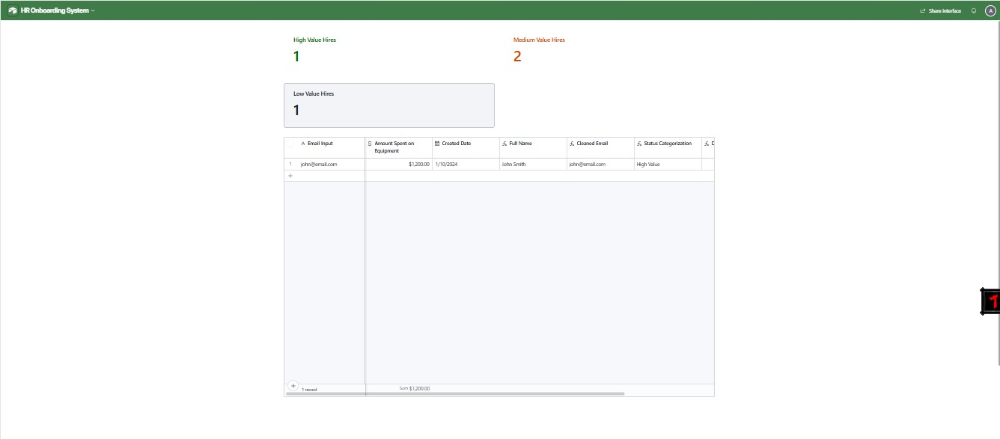 HR Onboarding System
Share Interface
A
High Value Hires
1
Medium Value Hires
2
Low Value Hires
1
Email Input
Amount Spent on
Equipment
Created Date
Full Name
Cleaned Email
Status Categorization
1 john@email.com $1,200.00 1/10/2024 John Smith john@email.com High Value
1 record Sum $1,200.00
1